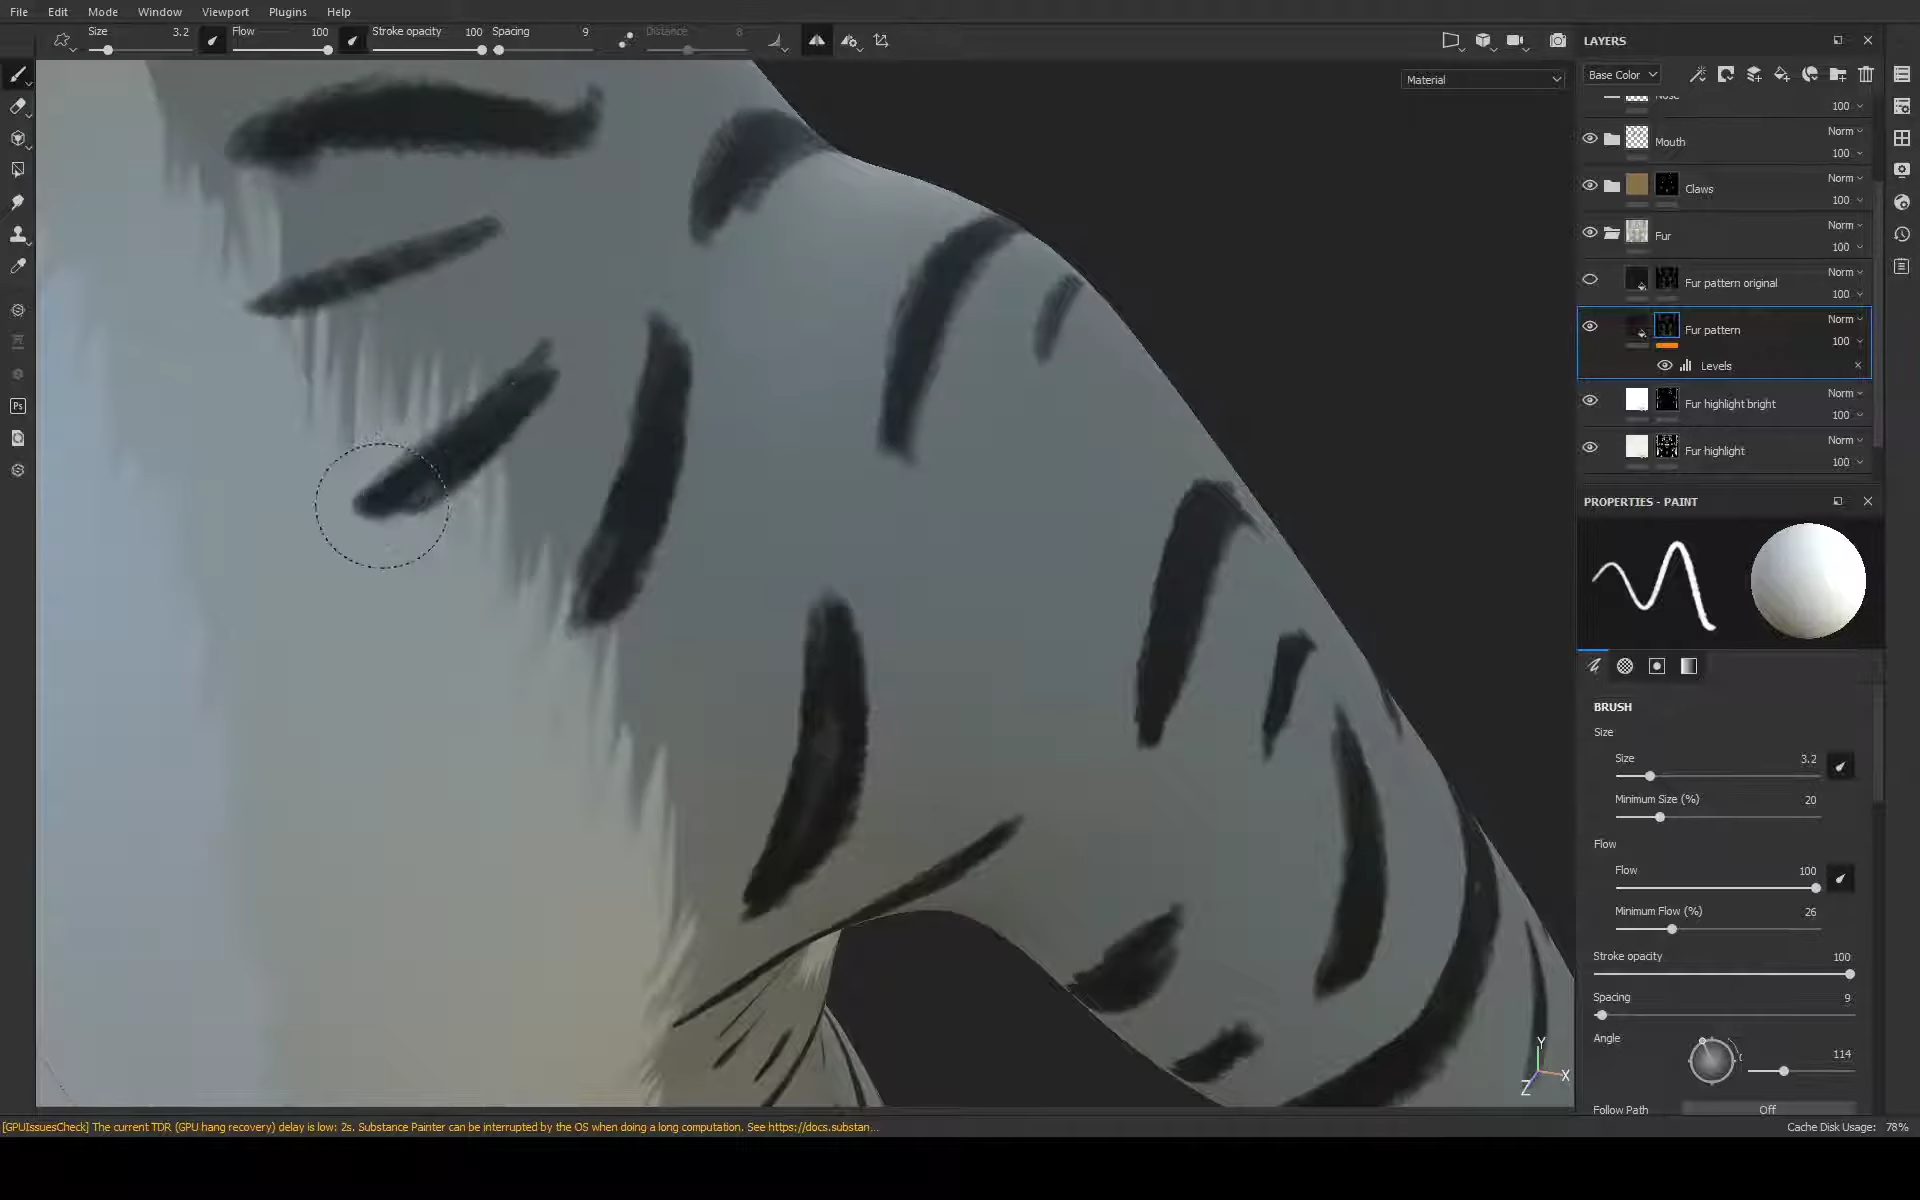 File Edit Mode Window Viewport Plugins Help
Size 3.2 Flow 100 Stroke opacity 100 Spacing 9 Distance 8
Material
LAYERS
Base Color
Nose
100
Mouth Norm
100
Claws Norm
100
Fur Norm
100
Fur pattern original Norm
100
Fur pattern Norm
100
Levels
Fur highlight bright Norm
100
Fur highlight Norm
100
Ps
PROPERTIES - PAINT
BRUSH
Size
Size 3.2
Minimum Size (%) 20
Flow
Flow 100
Minimum Flow (%) 26
Stroke opacity 100
Spacing 9
Angle
114
Follow Path Off
Y
X
Z
[GPUIssuesCheck] The current TDR (GPU hang recovery) delay is low: 2s. Substance Painter can be interrupted by the OS when doing a long computation. See https://docs.substan...
Cache Disk Usage: 78%